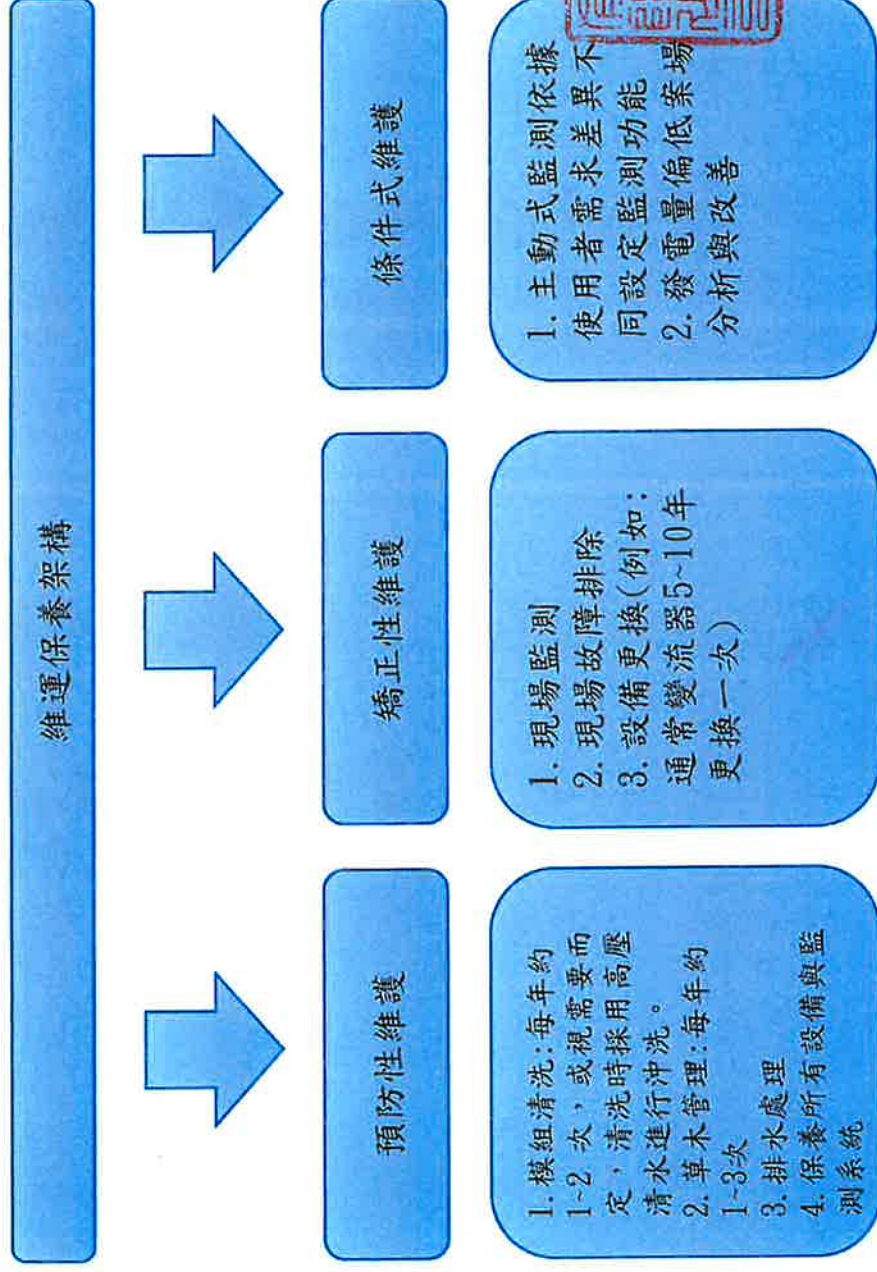 維運保養架構
預防性維護
1.模組清洗:每年約
1~2 次，或視需要而
定，清洗時採用高壓
清水進行沖洗。
2.草木管理:每年約
1~3次
3.排水處理
4.保養所有設備與監
測系統
矯正性維護
1.現場監測
2.現場故障排除
3.設備更換(例如:
通常變流器5~10年
更換一次)
條件式維護
1.主動式監測依據
使用者需求差異不
同設定監測功能
2.發電量偏低案場
分析與改善